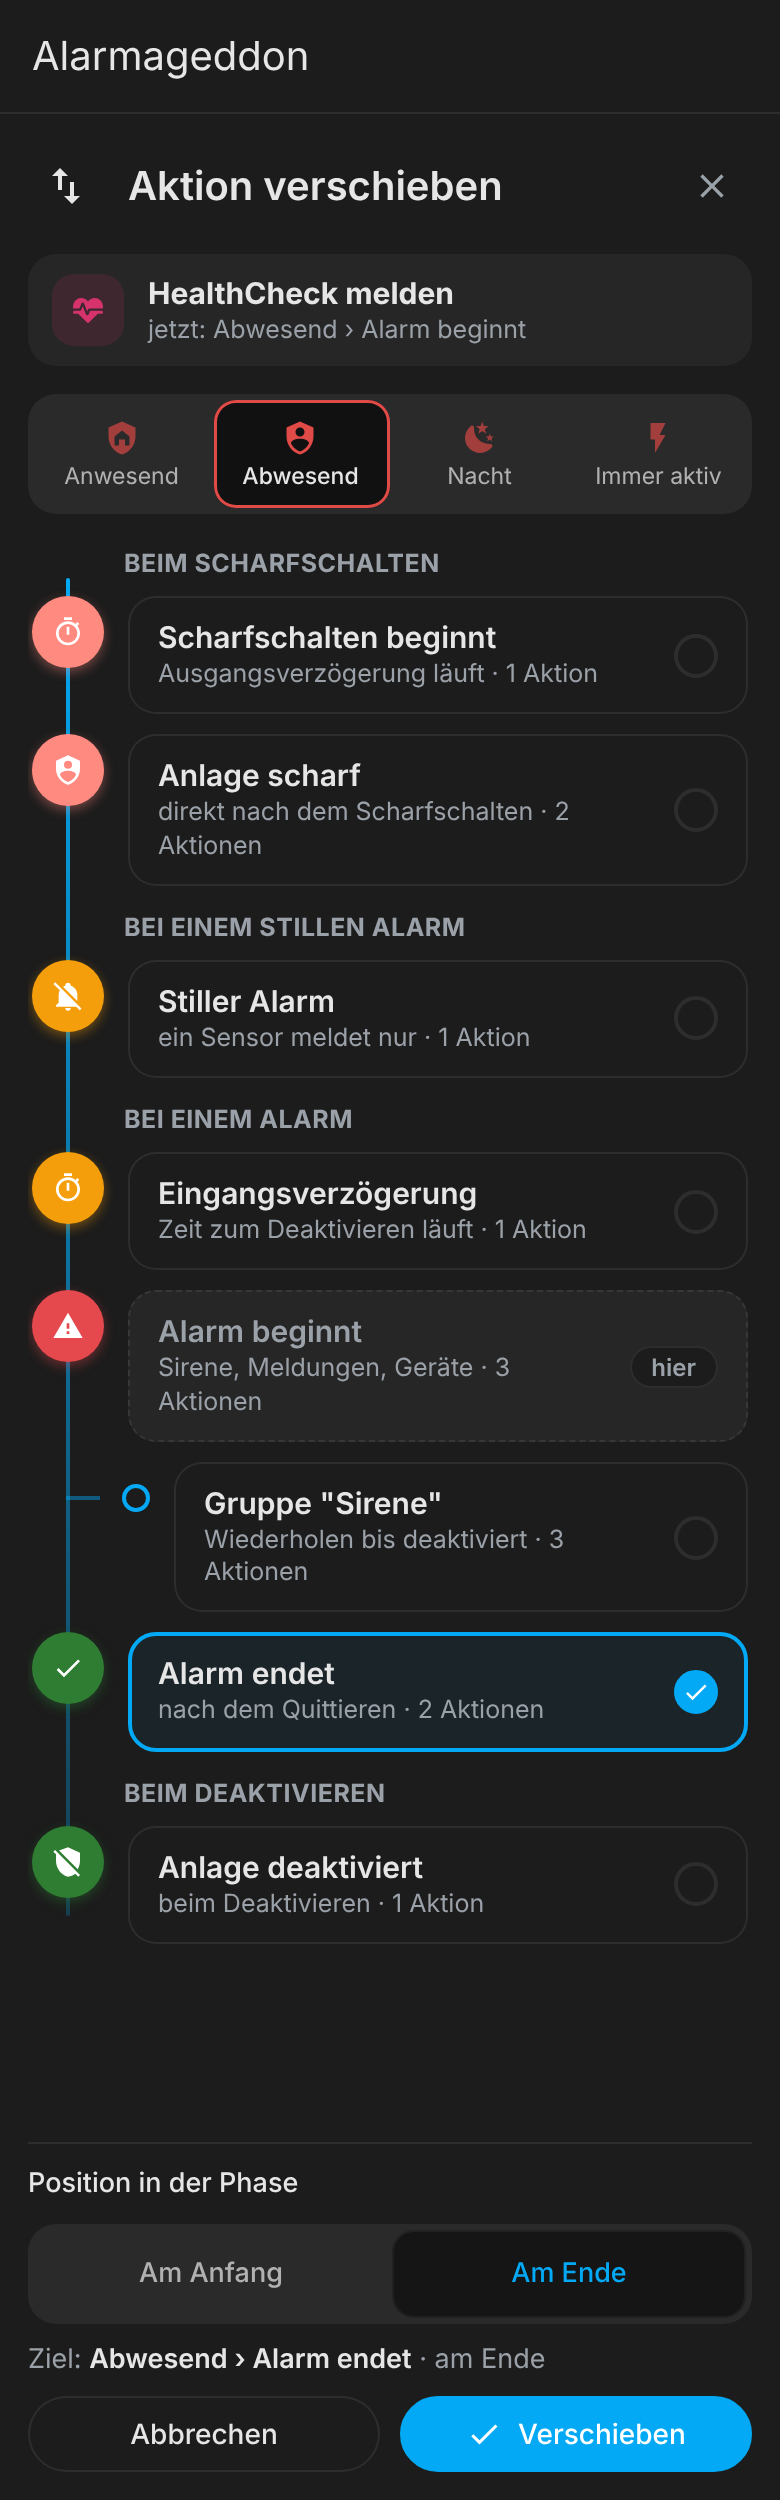 Alarmageddon
Aktion verschieben
HealthCheck melden
jetzt: Abwesend › Alarm beginnt
Anwesend
Abwesend
Nacht
Immer aktiv
BEIM SCHARFSCHALTEN
Scharfschalten beginnt
Ausgangsverzögerung läuft · 1 Aktion
Anlage scharf
direkt nach dem Scharfschalten · 2
Aktionen
BEI EINEM STILLEN ALARM
Stiller Alarm
ein Sensor meldet nur · 1 Aktion
BEI EINEM ALARM
Eingangsverzögerung
Zeit zum Deaktivieren läuft · 1 Aktion
Alarm beginnt
Sirene, Meldungen, Geräte · 3
Aktionen
hier
Gruppe "Sirene"
Wiederholen bis deaktiviert · 3
Aktionen
Alarm endet
nach dem Quittieren · 2 Aktionen
BEIM DEAKTIVIEREN
Anlage deaktiviert
beim Deaktivieren · 1 Aktion
Position in der Phase
Am Anfang
Am Ende
Ziel: Abwesend › Alarm endet · am Ende
Abbrechen
Verschieben